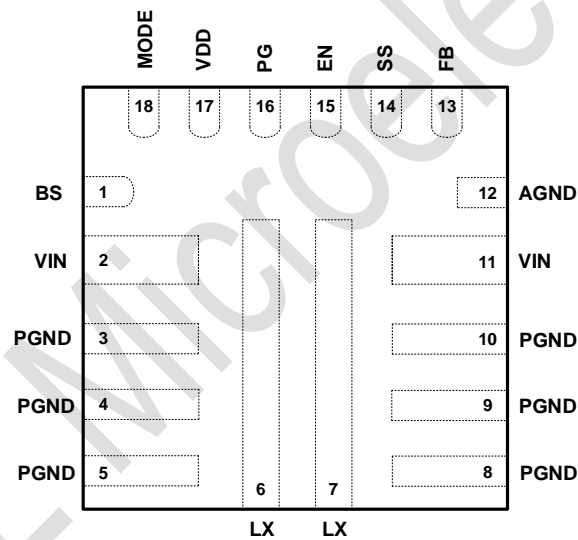 MODE VDD PG EN SS FB
18 17 16 15 14 13
BS 1 12 AGND
VIN 2 11 VIN
PGND 3 10 PGND
PGND 4 9 PGND
PGND 5 8 PGND
6 7
LX LX